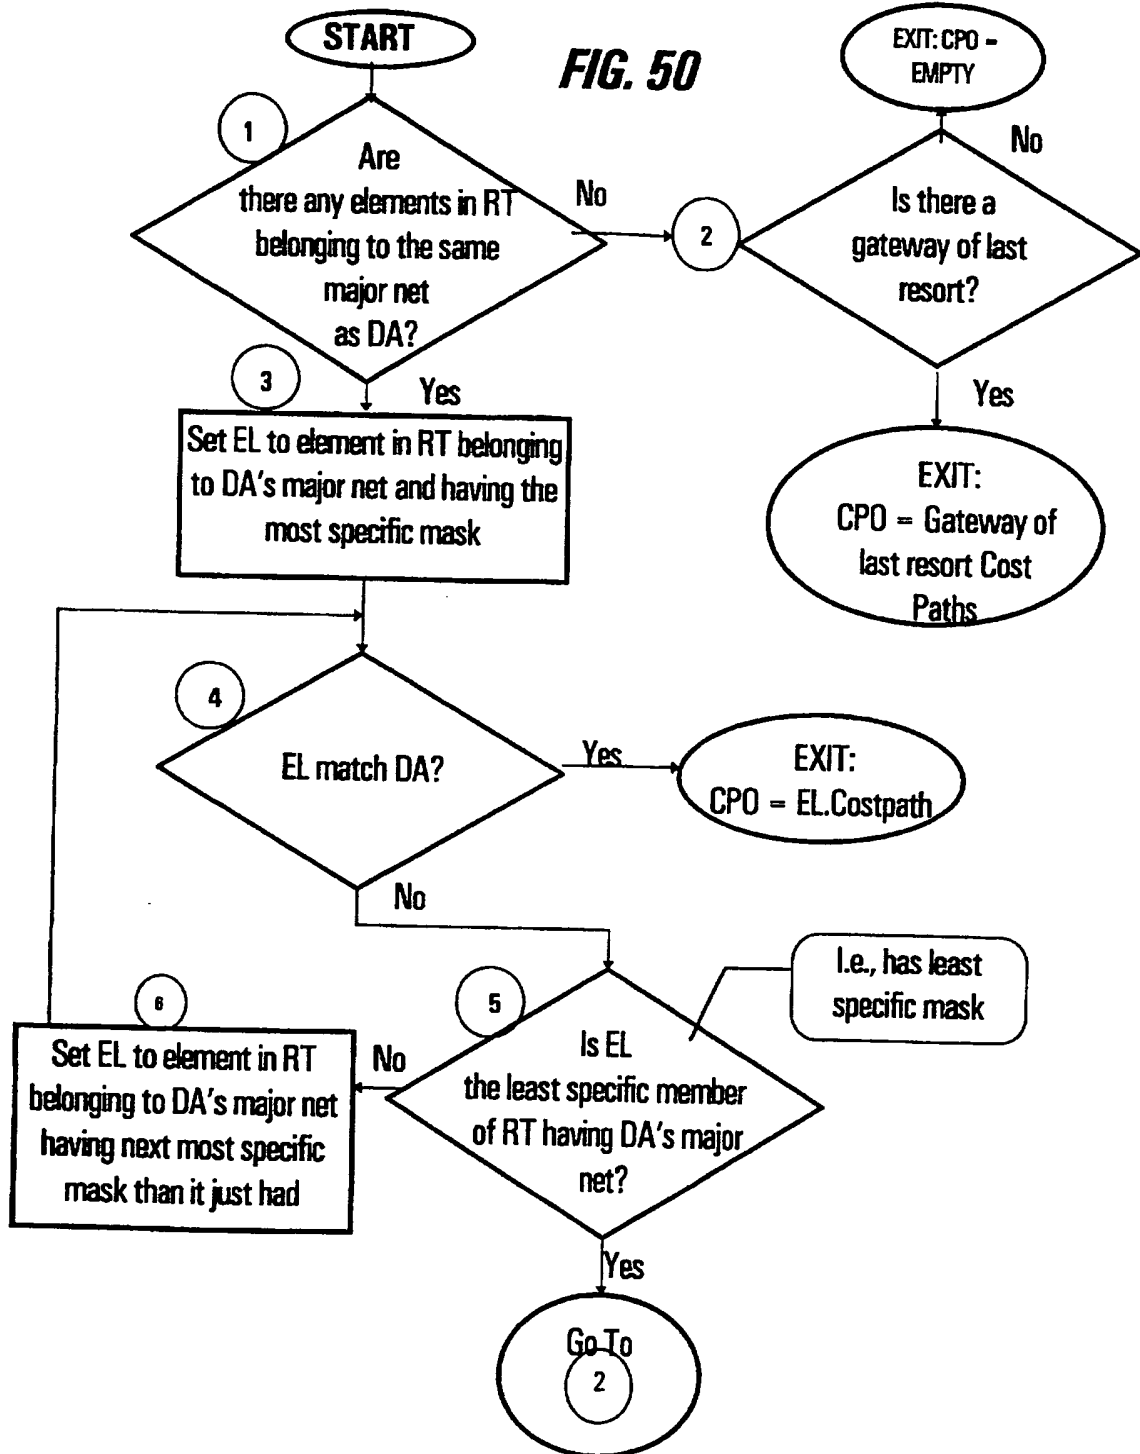 START
FIG. 50
EXIT: CPO =
EMPTY
1
Are
there any elements in RT
belonging to the same
major net
as DA?
No
2
Is there a
gateway of last
resort?
No
Yes
EXIT:
CPO = Gateway of
last resort Cost
Paths
3
Yes
Set EL to element in RT belonging
to DA's major net and having the
most specific mask
4
EL match DA?
Yes
EXIT:
CPO = EL.Costpath
No
5
Is EL
the least specific member
of RT having DA's major
net?
I.e., has least
specific mask
No
6
Set EL to element in RT
belonging to DA's major net
having next most specific
mask than it just had
Yes
Go To
2